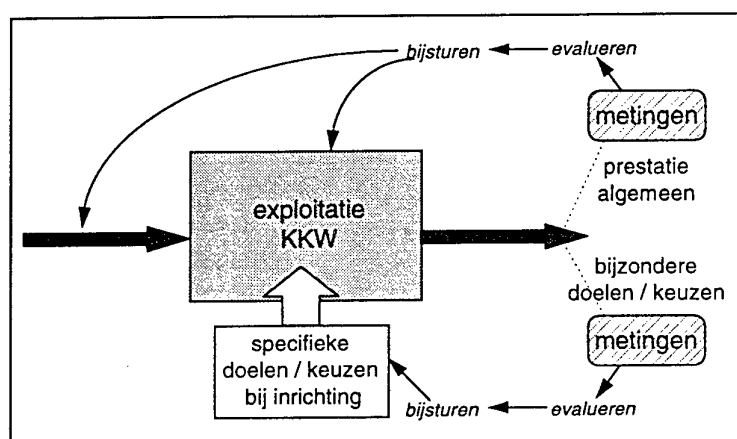 bijsturen
evalueren
metingen
prestatie
algemeen
exploitatie
KKW
bijzondere
doelen / keuzen
metingen
specifieke
doelen / keuzen
bij inrichting
bijsturen
evalueren